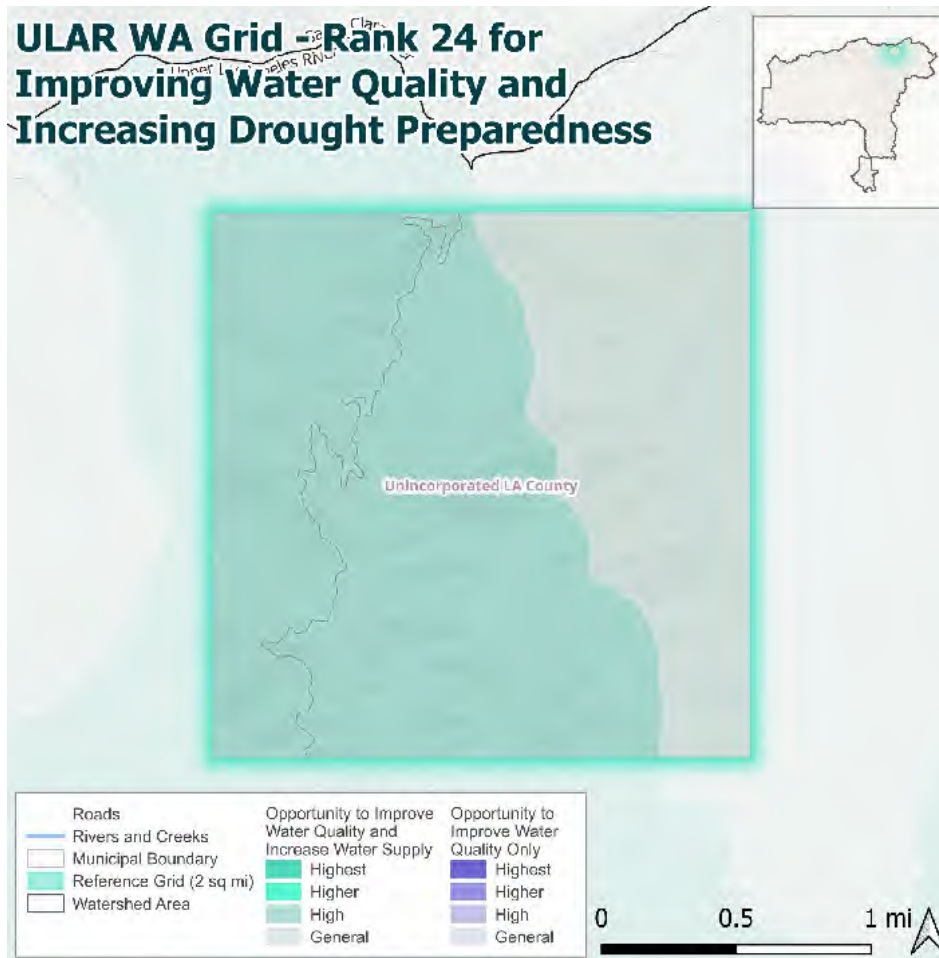 ULAR WA Grid - Rank 24 for
Improving Water Quality and
Increasing Drought Preparedness
Unincorporated LA County
Roads
Rivers and Creeks
Municipal Boundary
Reference Grid (2 sq mi)
Watershed Area
Opportunity to Improve
Water Quality and
Increase Water Supply
Highest
Higher
High
General
Opportunity to
Improve Water
Quality Only
Highest
Higher
High
General
0 0.5 1 mi